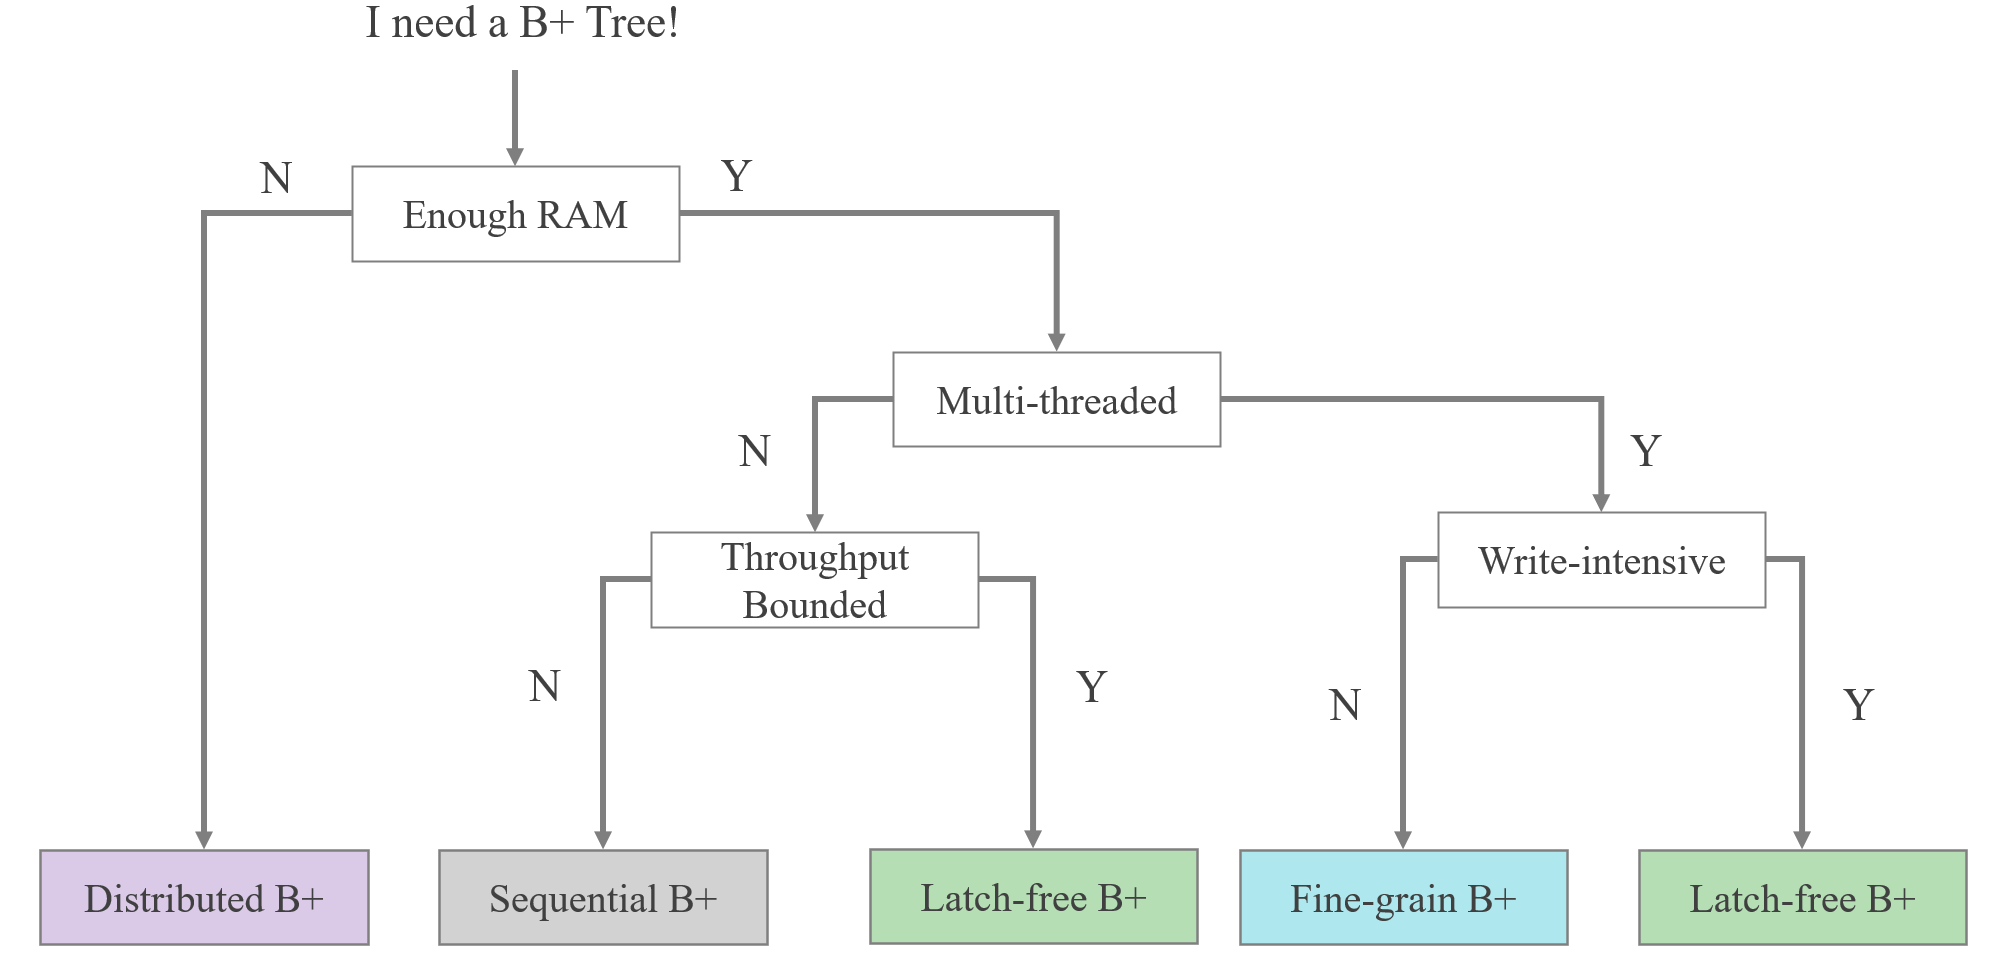 I need a B+ Tree!
N
Y
Enough RAM
Multi-threaded
N
Y
Throughput
Bounded
Write-intensive
N
Y
N
Y
Distributed B+
Sequential B+
Latch-free B+
Fine-grain B+
Latch-free B+